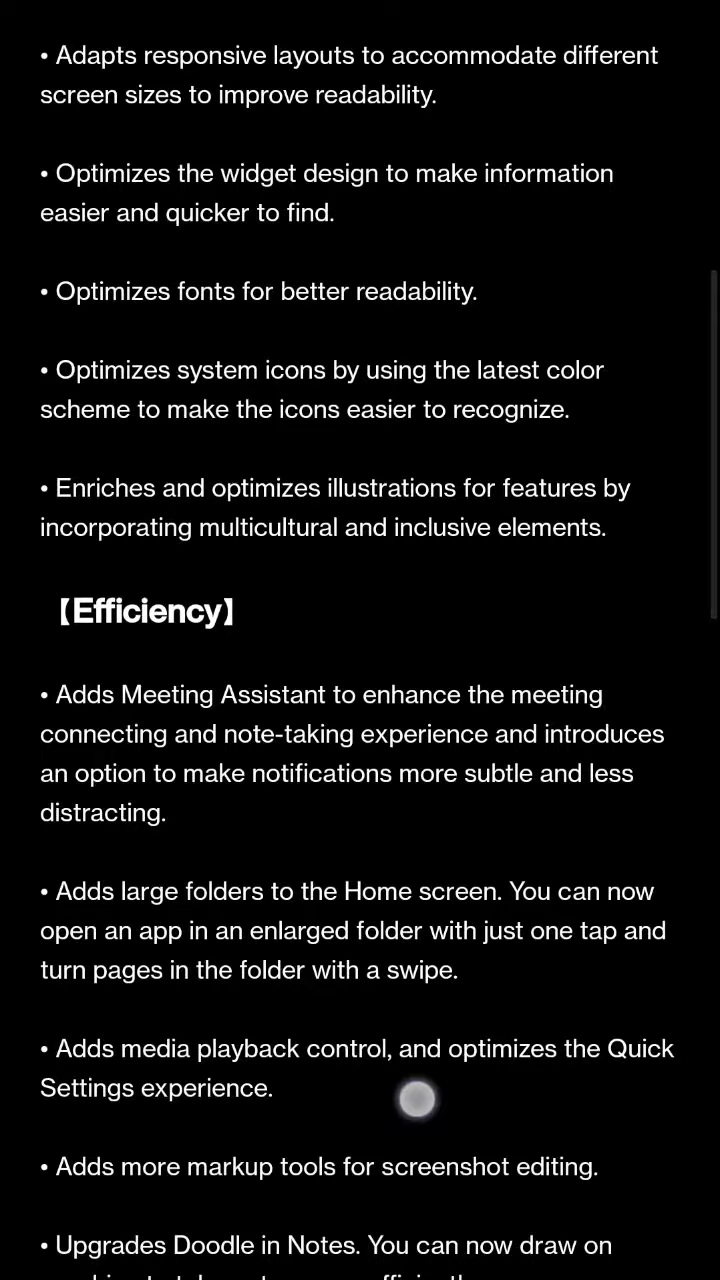 • Adapts responsive layouts to accommodate different
screen sizes to improve readability.
• Optimizes the widget design to make information
easier and quicker to find.
• Optimizes fonts for better readability.
• Optimizes system icons by using the latest color
scheme to make the icons easier to recognize.
• Enriches and optimizes illustrations for features by
incorporating multicultural and inclusive elements.
【Efficiency】
• Adds Meeting Assistant to enhance the meeting
connecting and note-taking experience and introduces
an option to make notifications more subtle and less
distracting.
• Adds large folders to the Home screen. You can now
open an app in an enlarged folder with just one tap and
turn pages in the folder with a swipe.
• Adds media playback control, and optimizes the Quick
Settings experience.
• Adds more markup tools for screenshot editing.
• Upgrades Doodle in Notes. You can now draw on